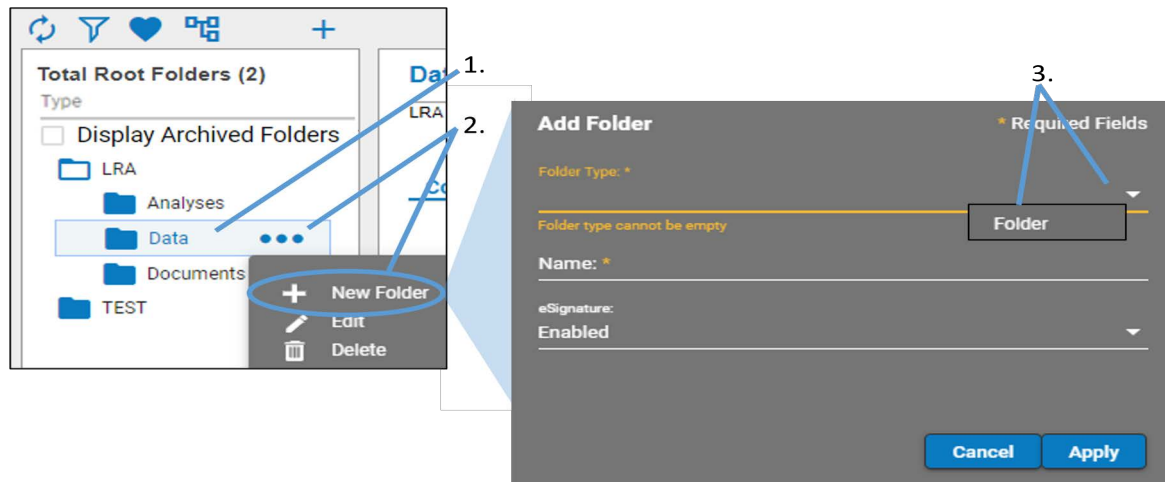 Total Root Folders (2)
Type
Display Archived Folders
LRA
Analyses
Data
Documents
TEST
New Folder
Edit
Delete
LRA
1.
2.
3.
Add Folder
* Required Fields
Folder Type: *
Folder type cannot be empty
Folder
Name: *
eSignature:
Enabled
Cancel
Apply